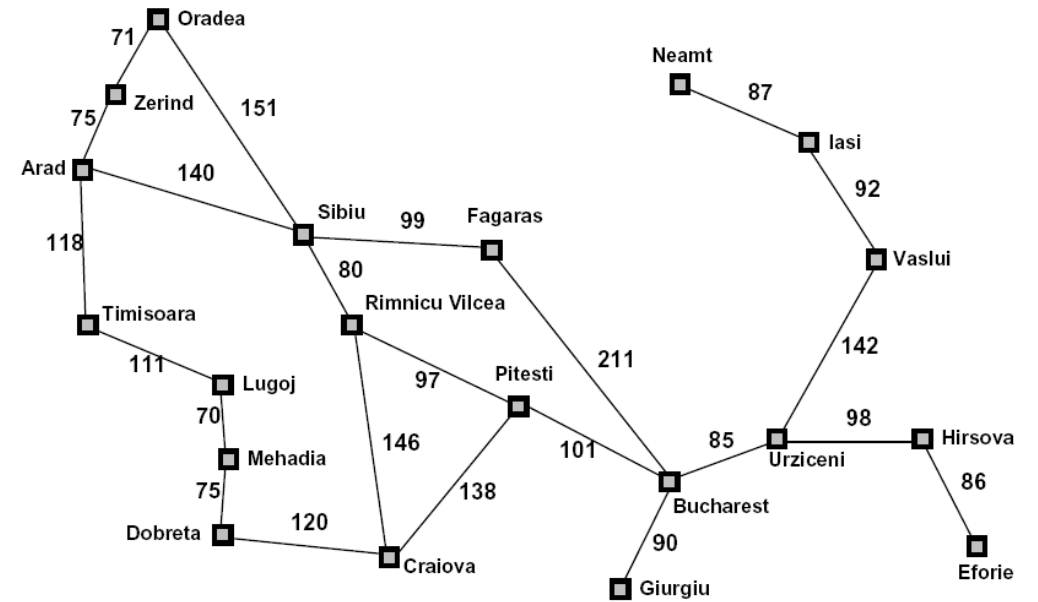 Oradea
71
Neamt
87
Zerind
151
75
Iasi
Arad
140
92
Sibiu
Fagaras
99
118
Vaslui
80
Rimnicu Vilcea
Timisoara
142
111
211
Pitesti
97
Lugoj
70
98
Hirsova
85
146
101
Urziceni
Mehadia
86
75
138
Bucharest
120
Dobreta
90
Craiova
Eforie
Giurgiu